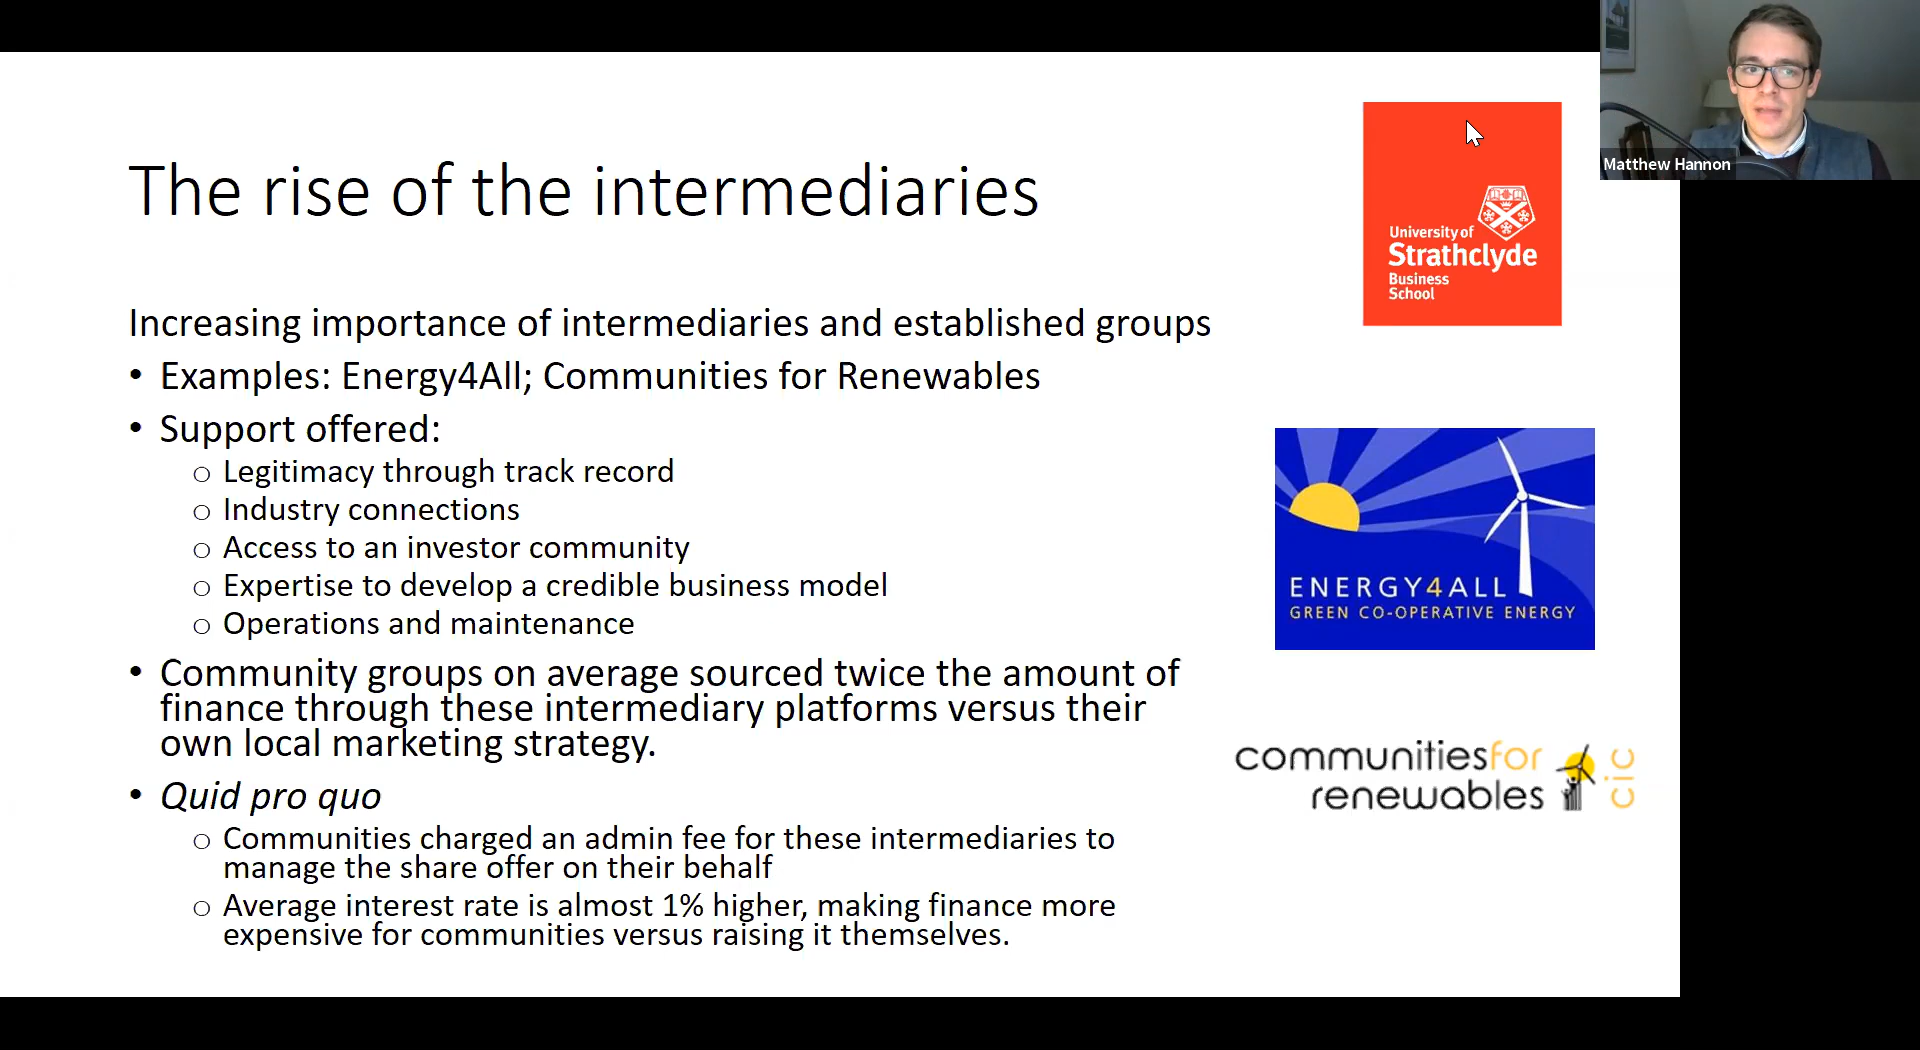 Matthew Hannon
The rise of the intermediaries
University of
Strathclyde
Business
School
Increasing importance of intermediaries and established groups
• Examples: Energy4All; Communities for Renewables
• Support offered:
o Legitimacy through track record
o Industry connections
o Access to an investor community
o Expertise to develop a credible business model
o Operations and maintenance
• Community groups on average sourced twice the amount of
finance through these intermediary platforms versus their
own local marketing strategy.
• Quid pro quo
o Communities charged an admin fee for these intermediaries to
manage the share offer on their behalf
o Average interest rate is almost 1% higher, making finance more
expensive for communities versus raising it themselves.
ENERGY4ALL
GREEN CO-OPERATIVE ENERGY
communitiesfor
renewables
cic